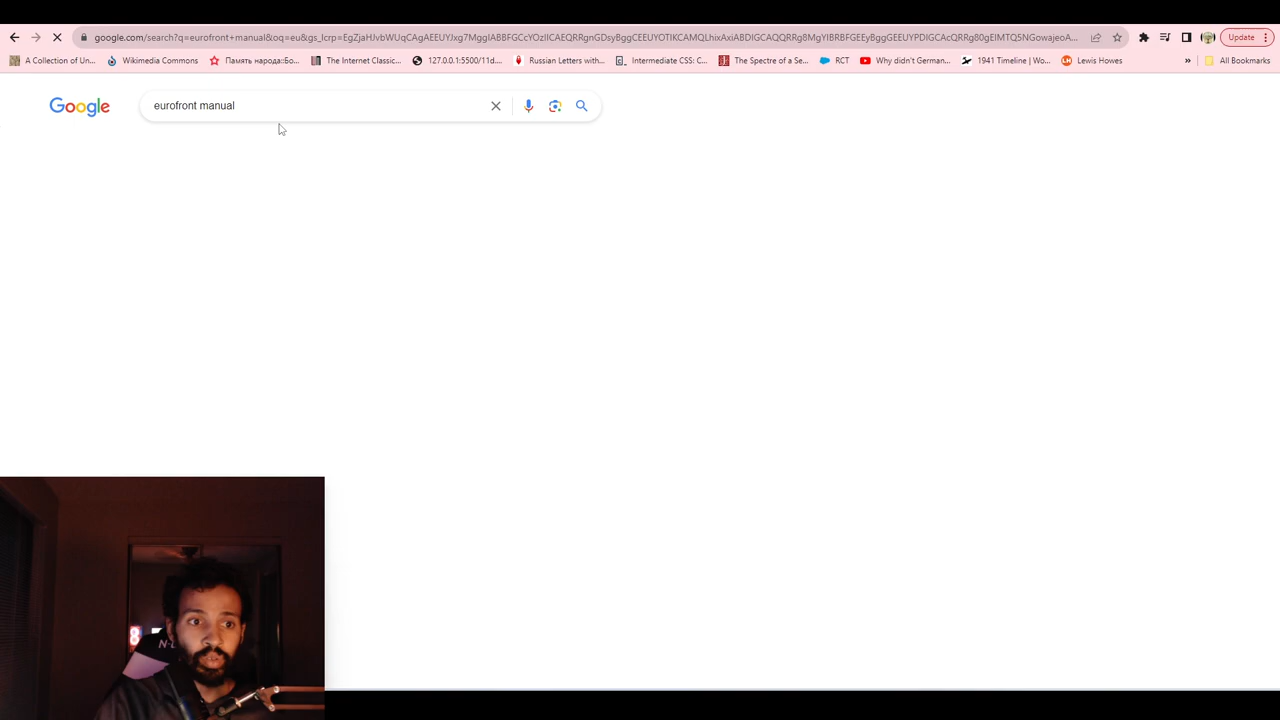 google.com/search?q=eurofront+manual&oq=eu&gs_lcrp=EgZjaHJvbWUqCAgAEEUYJxg7MggIABBFGCcYOzIICAEQRRgnGDsyBggCEEUYOTIKCAMQLhixAxiABDIGCAQQRRg8MgYIBRBFGEEyBggGEEUYPDIGCAcQRRg80gEIMTQ5NGowajeoA...
Update
A Collection of Un...
Wikimedia Commons
Память народа::Бо...
The Internet Classic...
127.0.0.1:5500/11d...
Russian Letters with...
Intermediate CSS: C...
The Spectre of a Se...
RCT
Why didn't German...
1941 Timeline | Wo...
LH
Lewis Howes
»
All Bookmarks
Google
eurofront manual